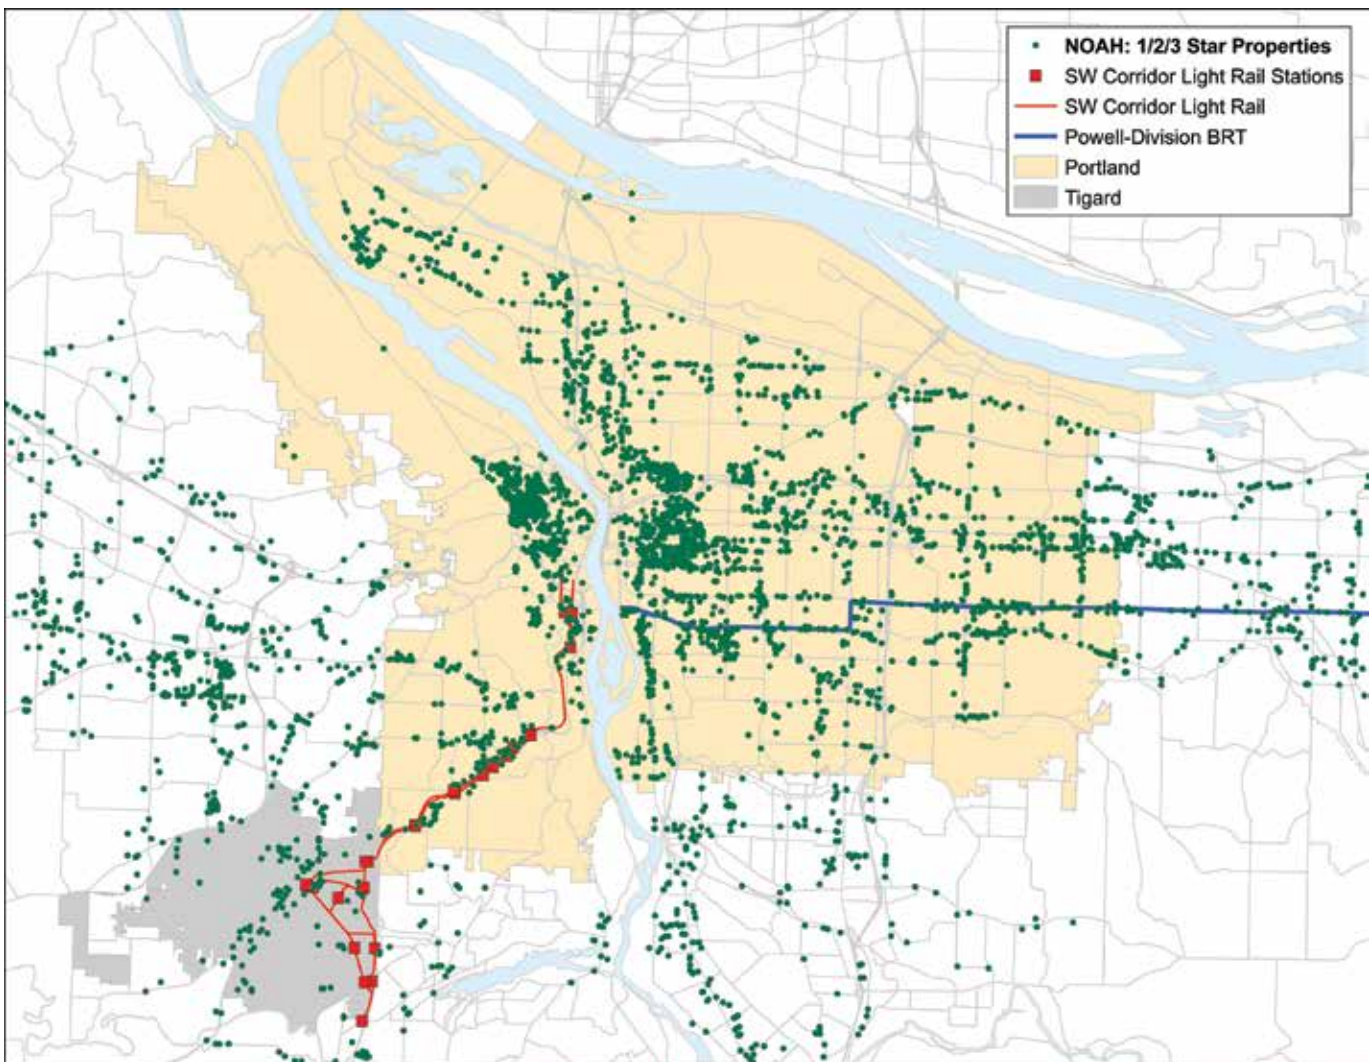 NOAH: 1/2/3 Star Properties
SW Corridor Light Rail Stations
SW Corridor Light Rail
Powell-Division BRT
Portland
Tigard